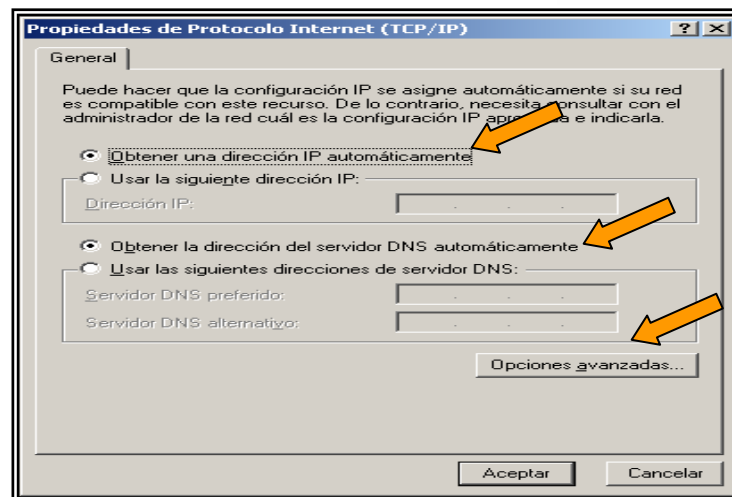 Propiedades de Protocolo Internet (TCP/IP)
General
Puede hacer que la configuración IP se asigne automáticamente si su red
es compatible con este recurso. De lo contrario, necesita consultar con el
administrador de la red cuál es la configuración IP e indicarla.
Obtener una dirección IP automáticamente
Usar la siguiente dirección IP:
Dirección IP:
Obtener la dirección del servidor DNS automáticamente
Usar las siguientes direcciones de servidor DNS:
Servidor DNS preferido:
Servidor DNS alternativo:
Opciones avanzadas...
Aceptar Cancelar